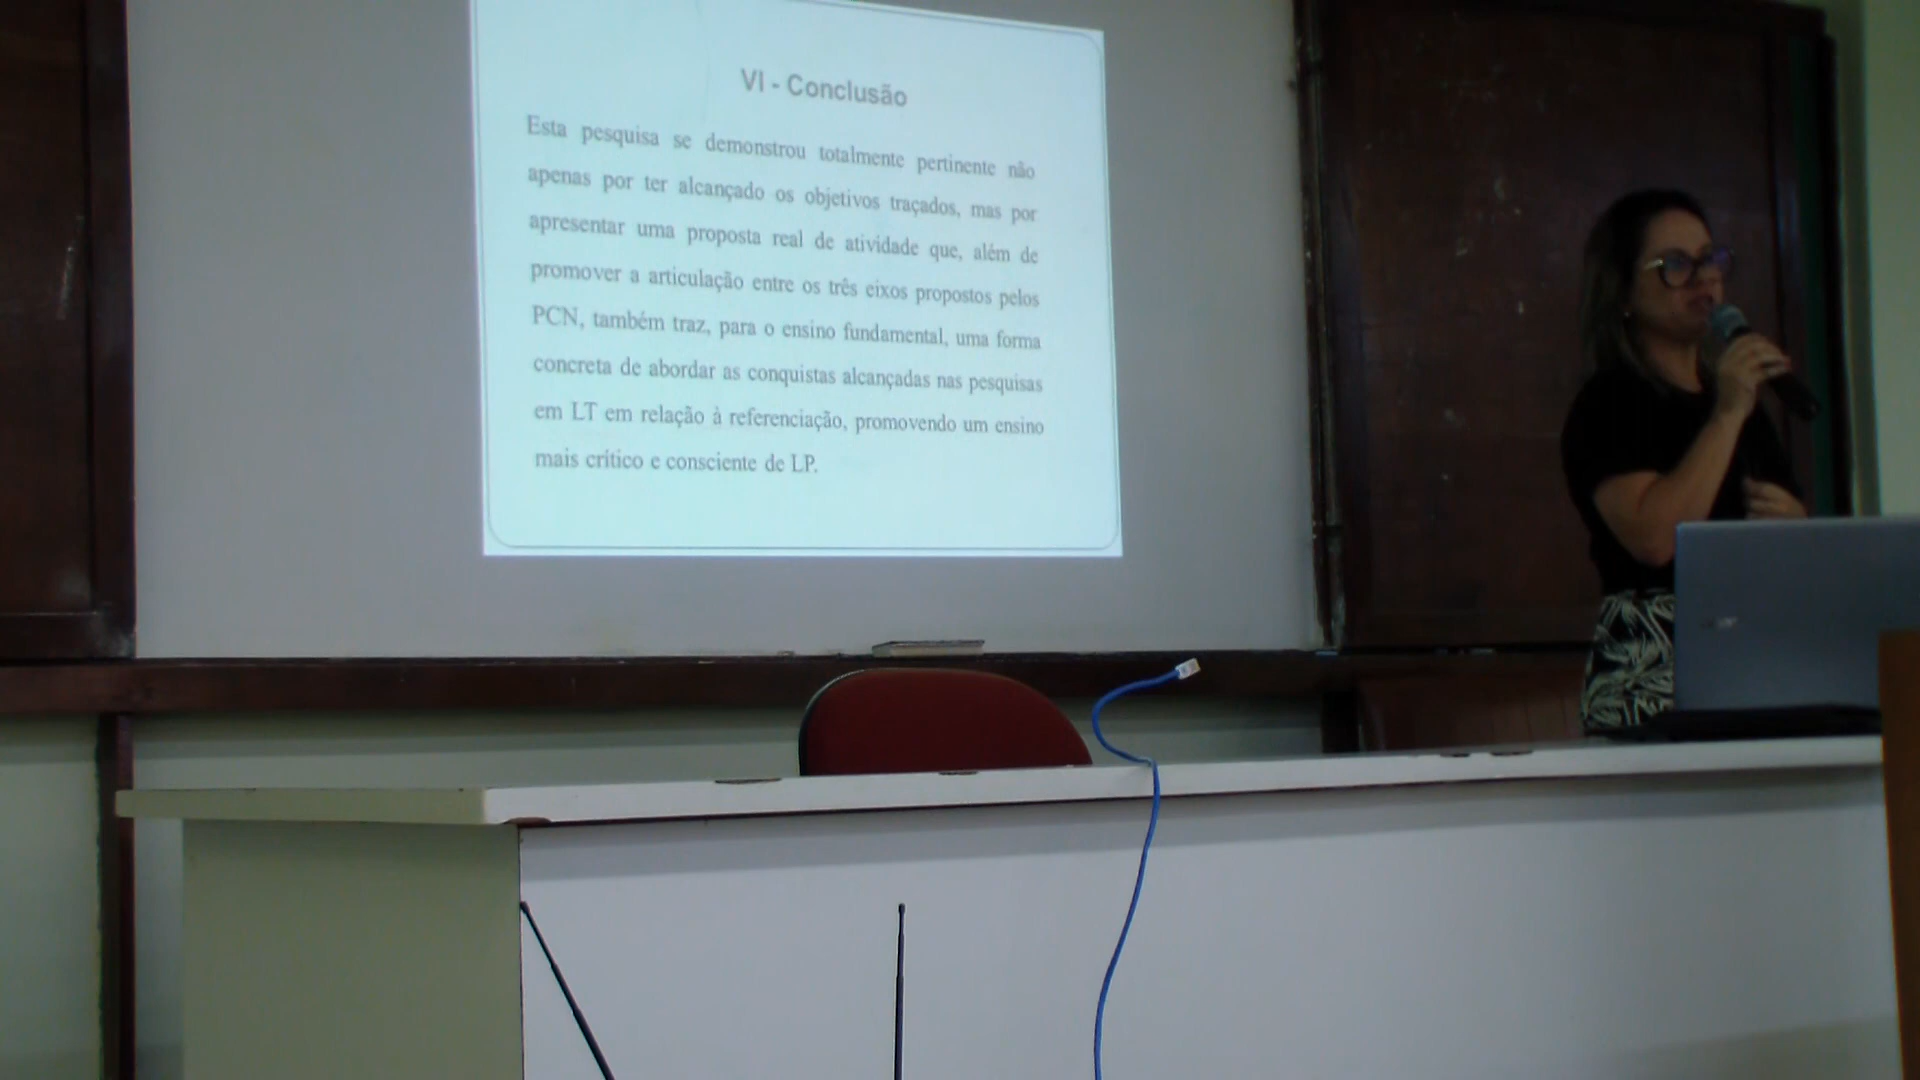 VI - Conclusão
Esta pesquisa se demonstrou totalmente pertinente não
apenas por ter alcançado os objetivos traçados, mas por
apresentar uma proposta real de atividade que, além de
promover a articulação entre os três eixos propostos pelos
PCN, também traz, para o ensino fundamental, uma forma
concreta de abordar as conquistas alcançadas nas pesquisas
em LT em relação à referenciação, promovendo um ensino
mais crítico e consciente de LP.